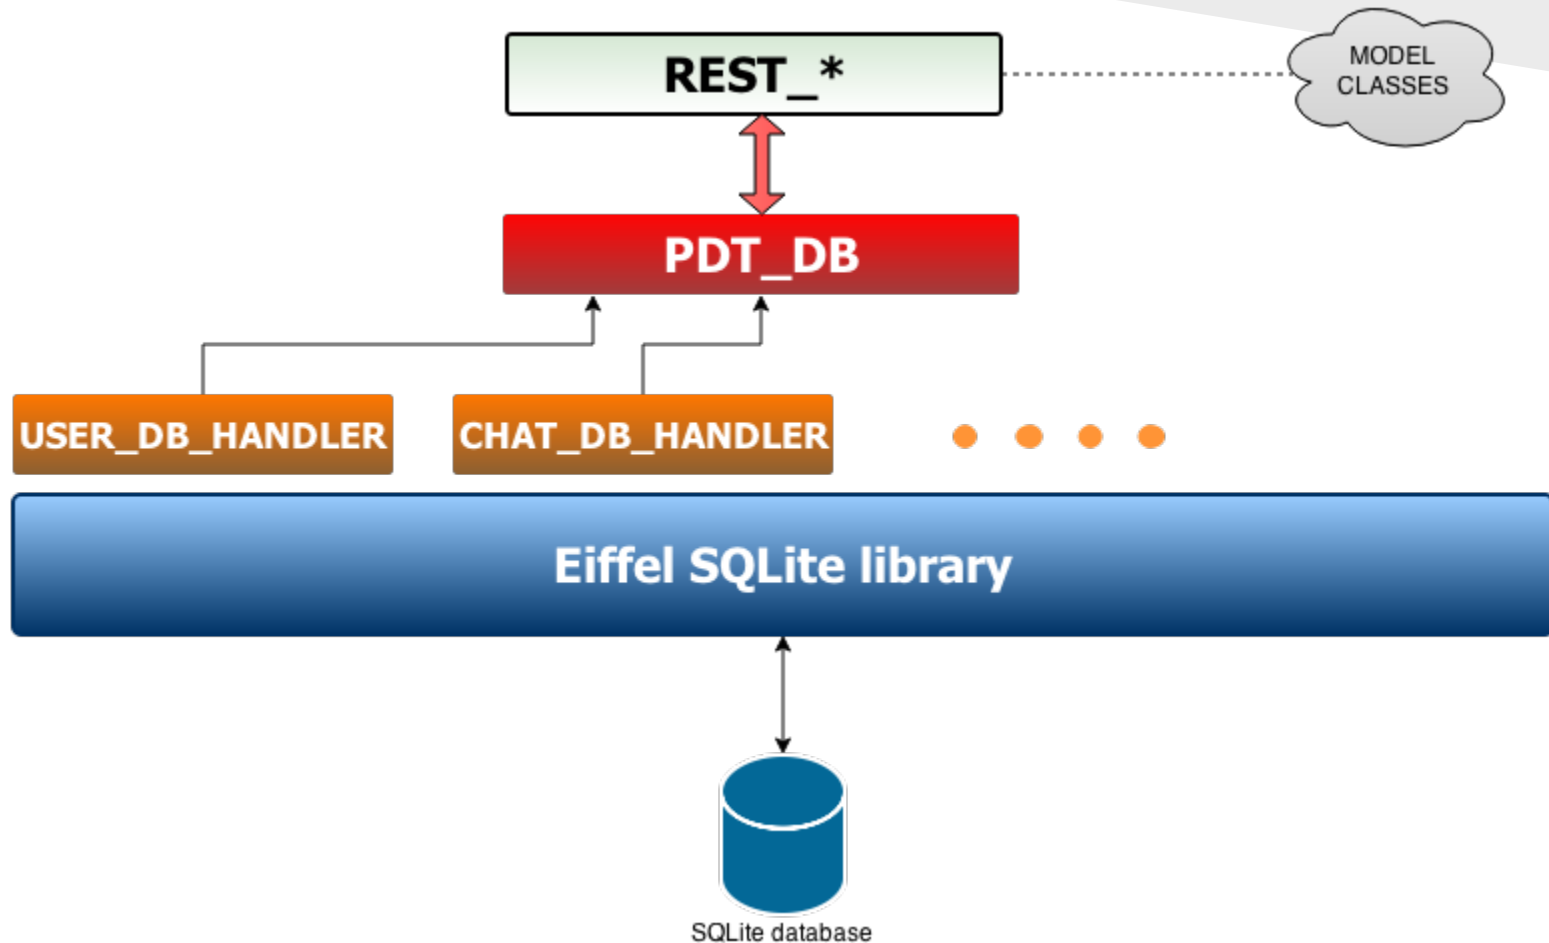 REST_*
MODEL
CLASSES
PDT_DB
USER_DB_HANDLER
CHAT_DB_HANDLER
Eiffel SQLite library
SQLite database